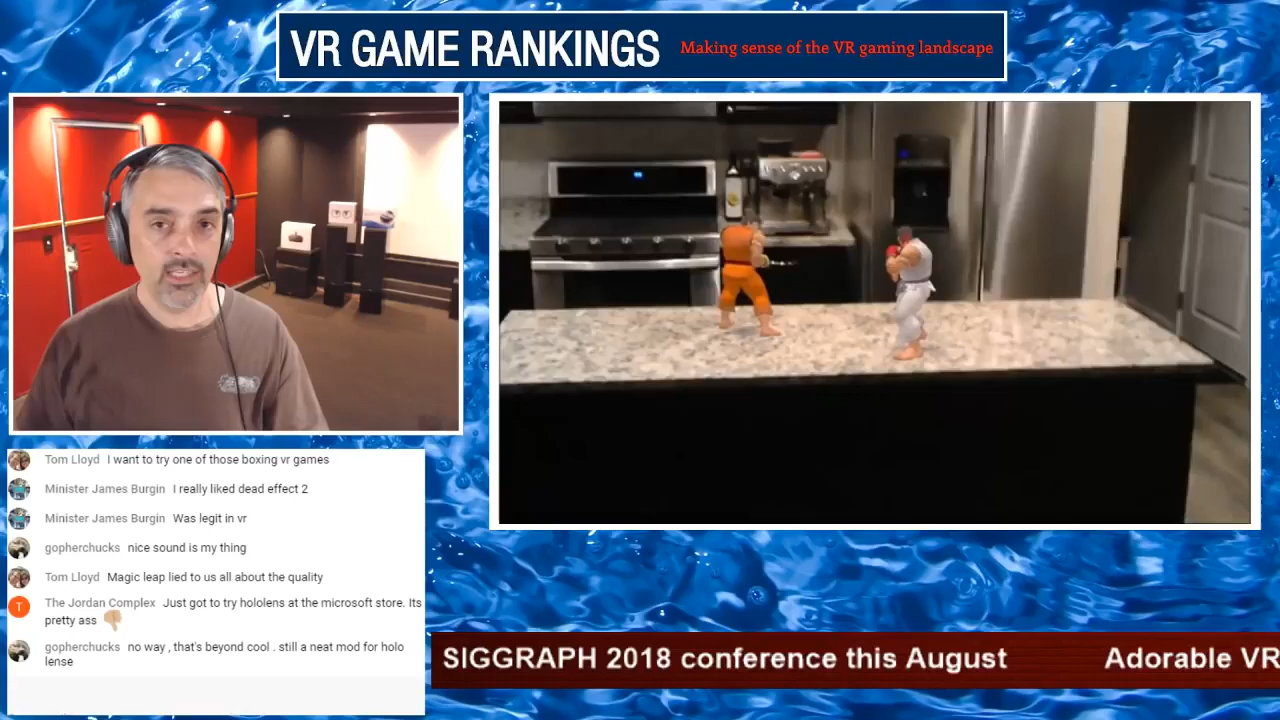 VR GAME RANKINGS Making sense of the VR gaming landscape
Tom Lloyd I want to try one of those boxing vr games
Minister James Burgin I really liked dead effect 2
Minister James Burgin Was legit in vr
gopherchucks nice sound is my thing
Tom Lloyd Magic leap lied to us all about the quality
T The Jordan Complex Just got to try hololens at the microsoft store. Its
pretty ass
gopherchucks no way , that's beyond cool . still a neat mod for holo
lense
SIGGRAPH 2018 conference this August Adorable VR